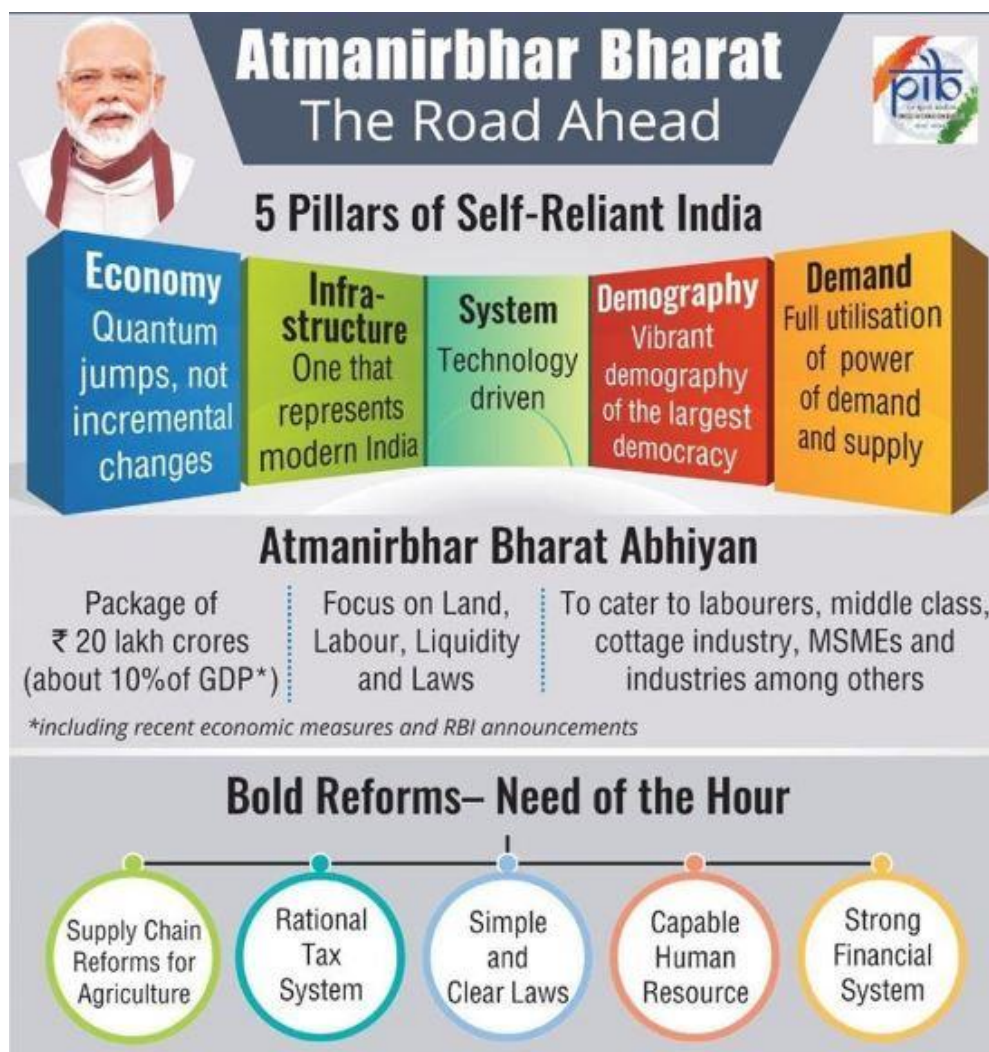 Atmanirbhar Bharat
The Road Ahead
pib
5 Pillars of Self-Reliant India
Economy
Quantum
jumps, not
incremental
changes
Infra-
structure
One that
represents
modern India
System
Technology
driven
Demography
Vibrant
demography
of the largest
democracy
Demand
Full utilisation
of power
of demand
and supply
Atmanirbhar Bharat Abhiyan
Package of
₹ 20 lakh crores
(about 10%of GDP*)
Focus on Land,
Labour, Liquidity
and Laws
To cater to labourers, middle class,
cottage industry, MSMEs and
industries among others
*including recent economic measures and RBI announcements
Bold Reforms– Need of the Hour
Supply Chain
Reforms for
Agriculture
Rational
Tax
System
Simple
and
Clear Laws
Capable
Human
Resource
Strong
Financial
System